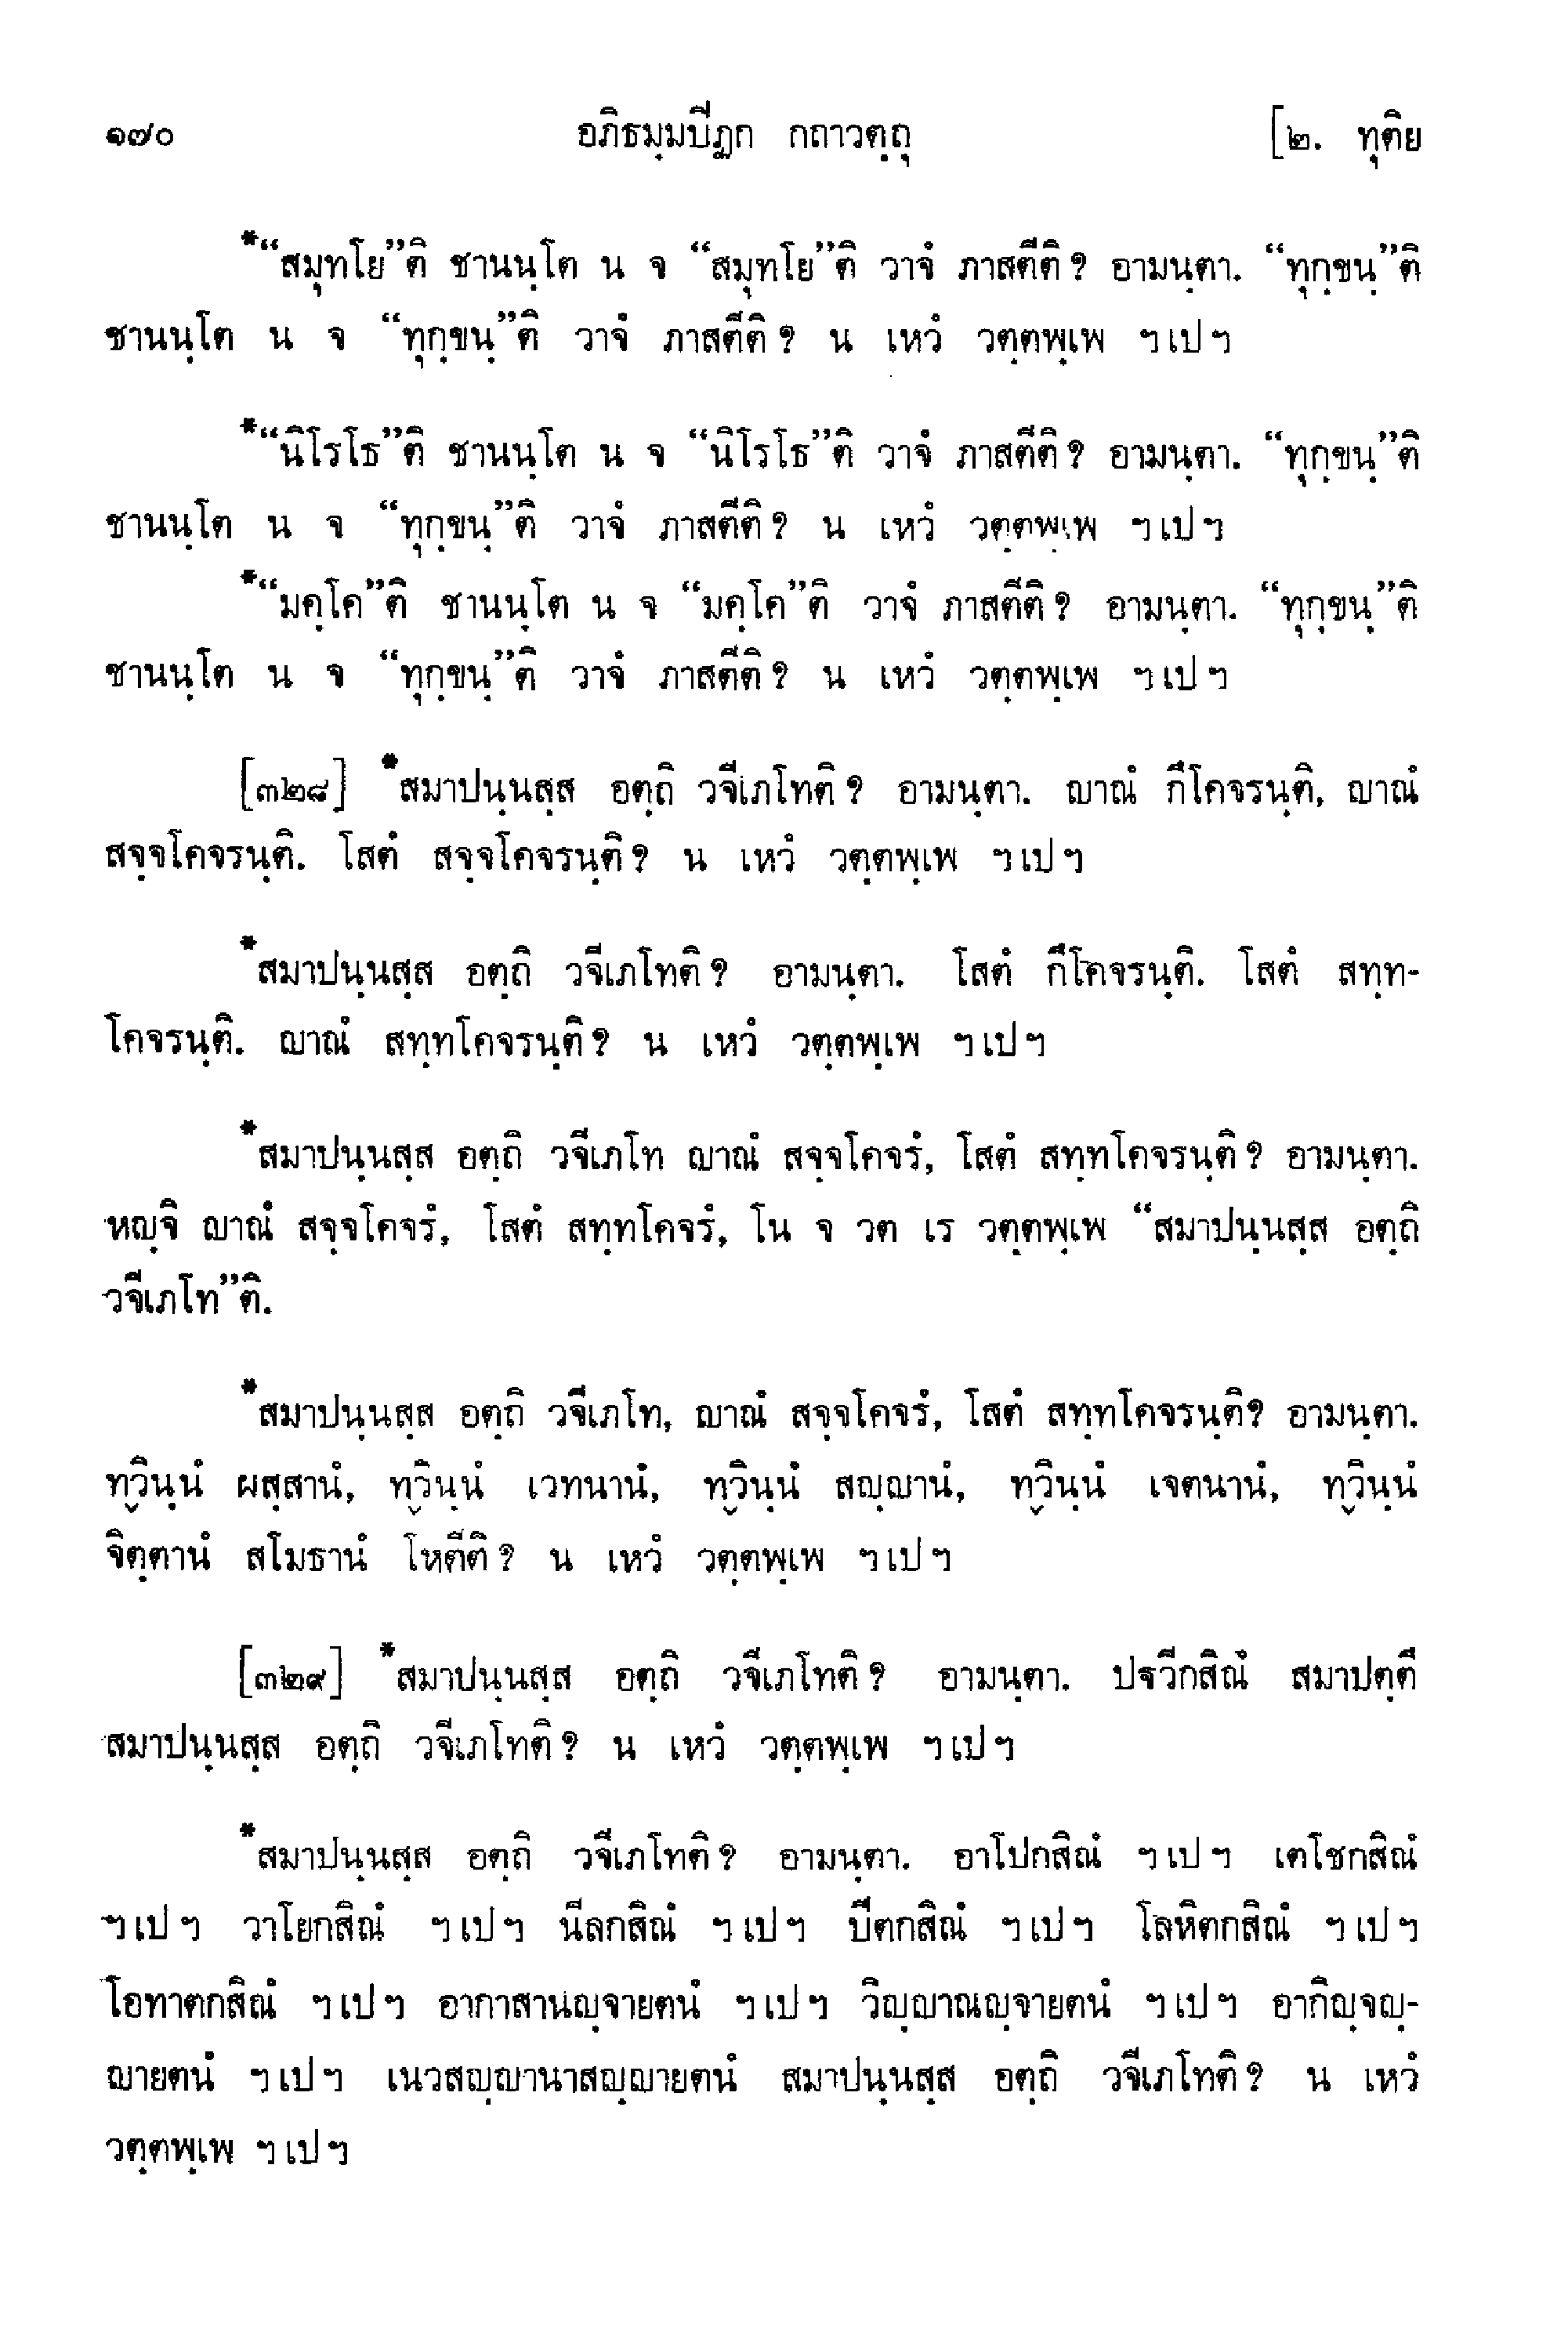 ๑๗๐ อภิธมฺมปิฏก กถาวตฺถุ [๒. ทุติย
*“สมุทโย”ติ ชานนฺโต น จ “สมุทโย”ติ วาจํ ภาสตีติ? อามนฺตา. “ทุกฺขนฺ”ติ
ชานนฺโต น จ “ทุกฺขนฺ”ติ วาจํ ภาสตีติ? น เหวํ วตฺตพฺเพ ฯเปฯ
*“นิโรโธ”ติ ชานนฺโต น จ “นิโรโธ”ติ วาจํ ภาสตีติ? อามนฺตา. “ทุกฺขนฺ”ติ
ชานนฺโต น จ “ทุกฺขนฺ”ติ วาจํ ภาสตีติ? น เหวํ วตฺตพฺเพ ฯเปฯ
*“มคฺโค”ติ ชานนฺโต น จ “มคฺโค”ติ วาจํ ภาสตีติ? อามนฺตา. “ทุกฺขนฺ”ติ
ชานนฺโต น จ “ทุกฺขนฺ”ติ วาจํ ภาสตีติ? น เหวํ วตฺตพฺเพ ฯเปฯ
[๓๒๘] *สมาปนฺนสฺส อตฺถิ วจีเภโทติ? อามนฺตา. ญาณํ กึโคจรนฺติ, ญาณํ
สจฺจโคจรนฺติ. โสตํ สจฺจโคจรนฺติ? น เหวํ วตฺตพฺเพ ฯเปฯ
*สมาปนฺนสฺส อตฺถิ วจีเภโทติ? อามนฺตา. โสตํ กึโคจรนฺติ. โสตํ สทฺท-
โคจรนฺติ. ญาณํ สทฺทโคจรนฺติ? น เหวํ วตฺตพฺเพ ฯเปฯ
*สมาปนฺนสฺส อตฺถิ วจีเภโท ญาณํ สจฺจโคจรํ, โสตํ สทฺทโคจรนฺติ? อามนฺตา.
หญฺจิ ญาณํ สจฺจโคจรํ, โสตํ สทฺทโคจรํ, โน จ วต เร วตฺตพฺเพ “สมาปนฺนสฺส อตฺถิ
วจีเภโท”ติ.
*สมาปนฺนสฺส อตฺถิ วจีเภโท, ญาณํ สจฺจโคจรํ, โสตํ สทฺทโคจรนฺติ? อามนฺตา.
ทฺวินฺนํ ผสฺสานํ, ทฺวินฺนํ เวทนานํ, ทฺวินฺนํ สญฺญานํ, ทฺวินฺนํ เจตนานํ, ทฺวินฺนํ
จิตฺตานํ สโมธานํ โหตีติ? น เหวํ วตฺตพฺเพ ฯเปฯ
[๓๒๙] *สมาปนฺนสฺส อตฺถิ วจีเภโทติ? อามนฺตา. ปฐวีกสิณํ สมาปตฺตึ
สมาปนฺนสฺส อตฺถิ วจีเภโทติ? น เหวํ วตฺตพฺเพ ฯเปฯ
*สมาปนฺนสฺส อตฺถิ วจีเภโทติ? อามนฺตา. อาโปกสิณํ ฯเปฯ เตโชกสิณํ
ฯเปฯ วาโยกสิณํ ฯเปฯ นีลกสิณํ ฯเปฯ ปีตกสิณํ ฯเปฯ โลหิตกสิณํ ฯเปฯ
โอทาตกสิณํ ฯเปฯ อากาสานญฺจายตนํ ฯเปฯ วิญฺญาณญฺจายตนํ ฯเปฯ อากิญฺจญฺ-
ญายตนํ ฯเปฯ เนวสญฺญานาสญฺญายตนํ สมาปนฺนสฺส อตฺถิ วจีเภโทติ? น เหวํ
วตฺตพฺเพ ฯเปฯ